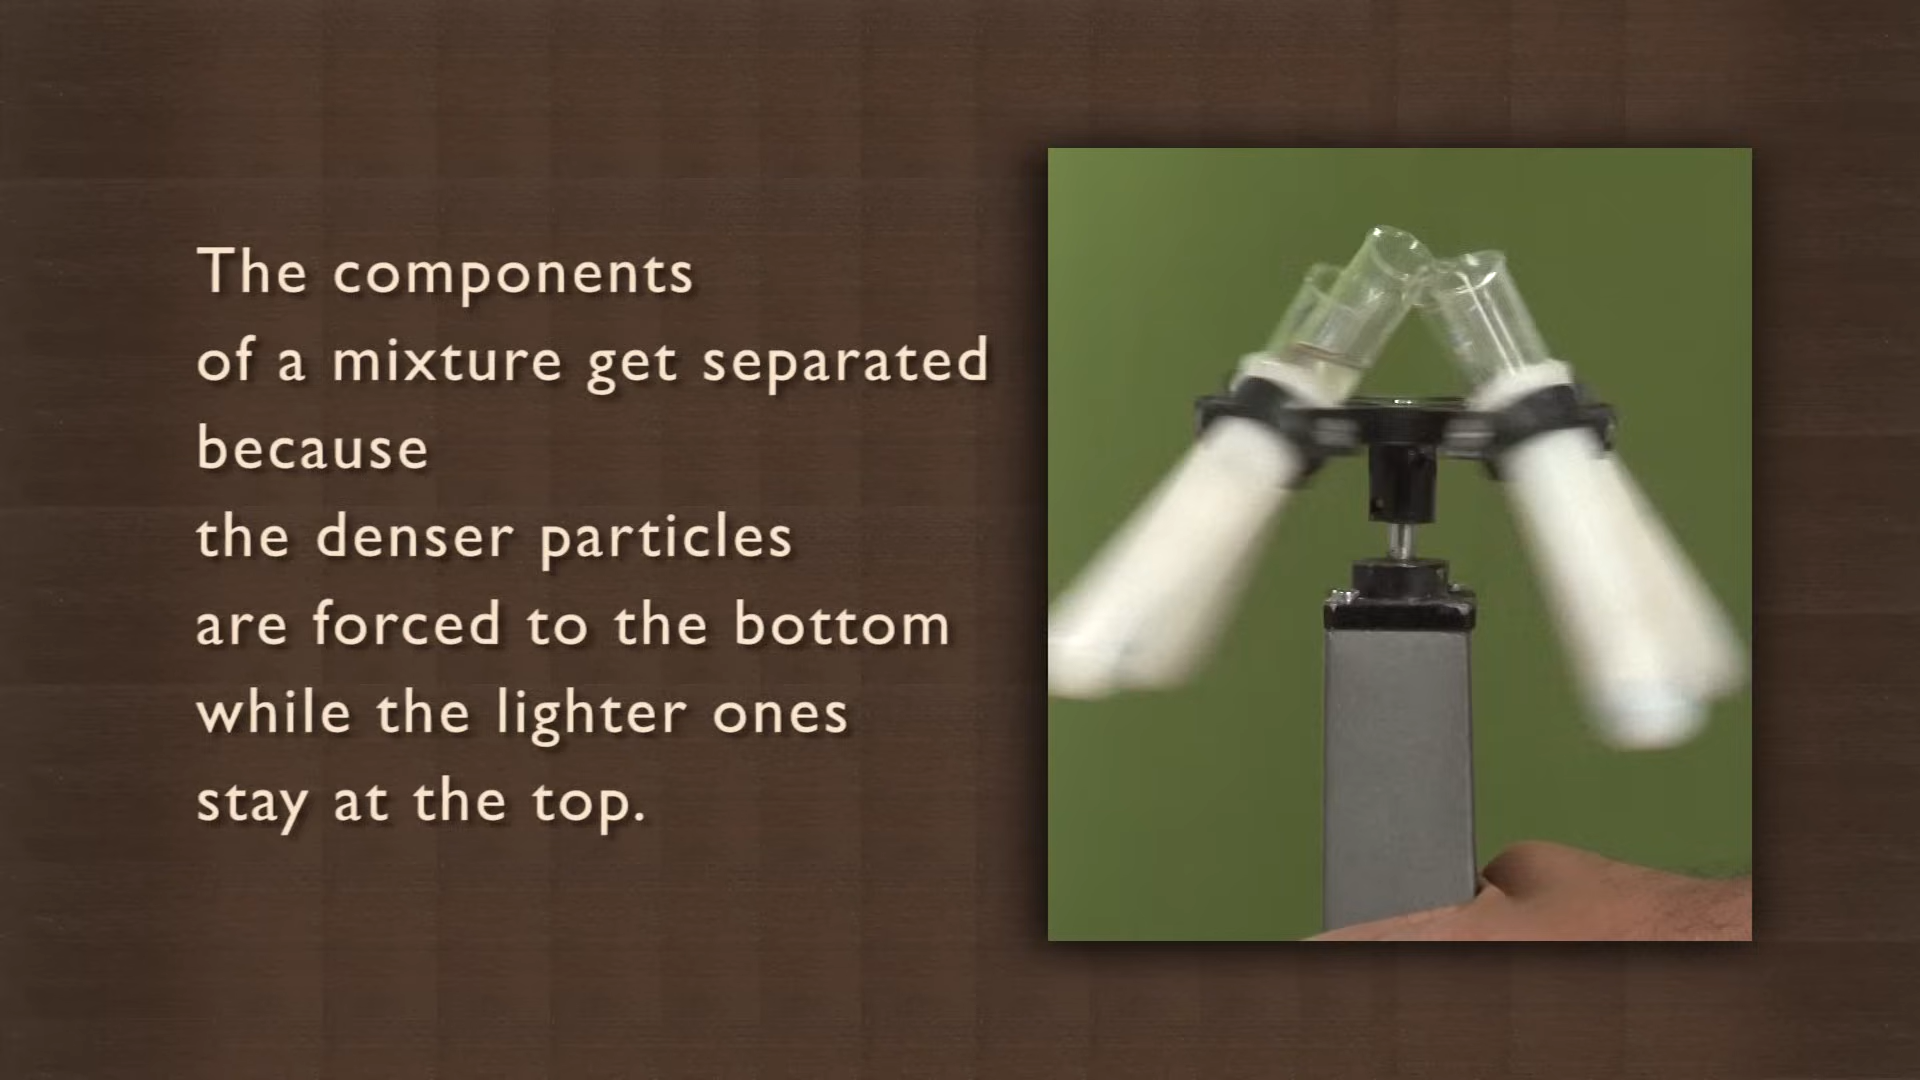 The components
of a mixture get separated
because
the denser particles
are forced to the bottom
while the lighter ones
stay at the top.